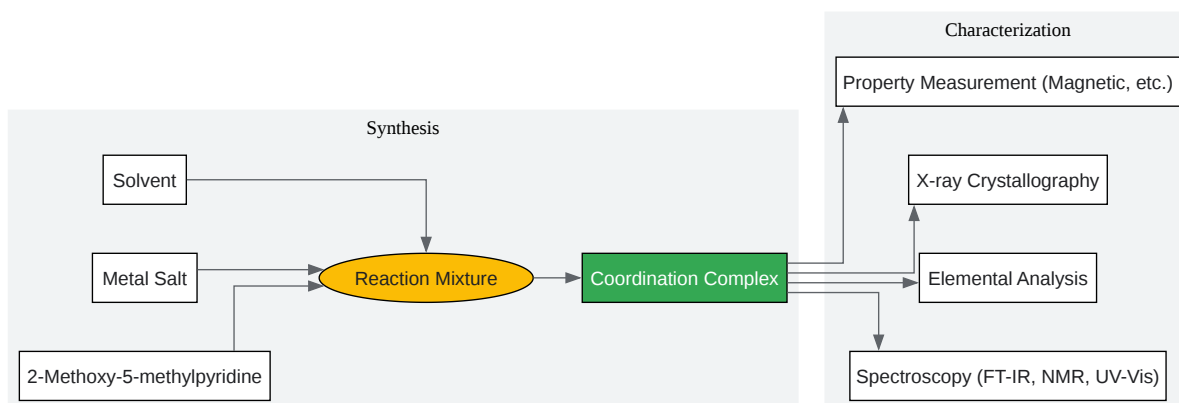 Synthesis
Solvent
Metal Salt
2-Methoxy-5-methylpyridine
Reaction Mixture
Coordination Complex
Characterization
Property Measurement (Magnetic, etc.)
X-ray Crystallography
Elemental Analysis
Spectroscopy (FT-IR, NMR, UV-Vis)